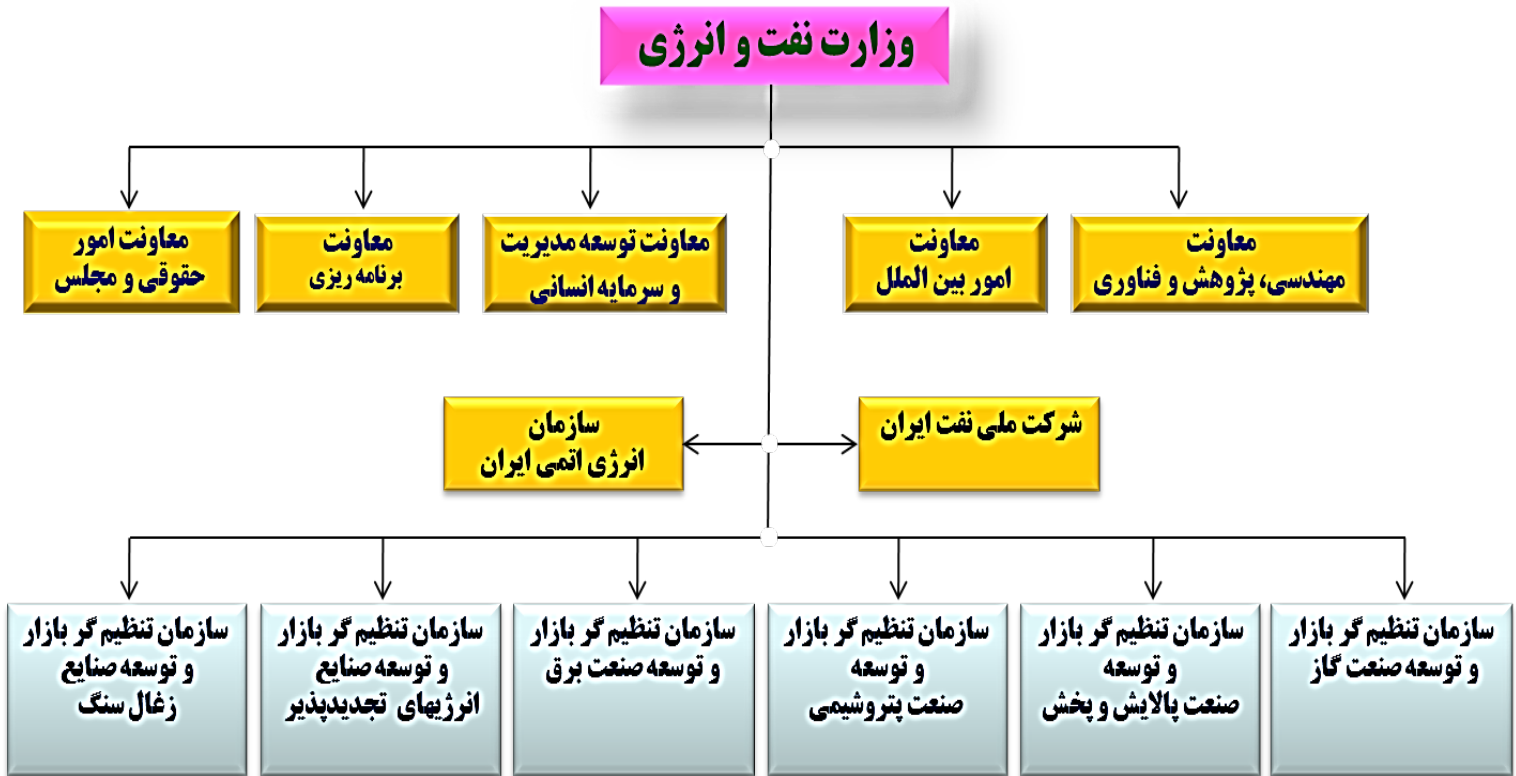 وزارت نفت و انرژی
معاونت
مهندسی، پژوهش و فناوری
معاونت
امور بین الملل
معاونت توسعه مدیریت
و سرمایه انسانی
معاونت
برنامه ریزی
معاونت امور
حقوقی و مجلس
شرکت ملی نفت ایران
سازمان
انرژی اتمی ایران
سازمان تنظیم گر بازار
و توسعه صنعت گاز
سازمان تنظیم گر بازار
و توسعه
صنعت پالایش و پخش
سازمان تنظیم گر بازار
و توسعه
صنعت پتروشیمی
سازمان تنظیم گر بازار
و توسعه صنعت برق
سازمان تنظیم گر بازار
و توسعه صنایع
انرژیهای تجدیدپذیر
سازمان تنظیم گر بازار
و توسعه صنایع
زغال سنگ